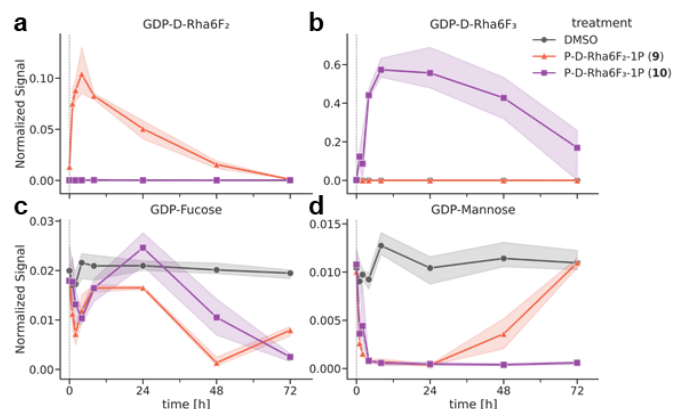 a
GDP-D-Rha6F₂
Normalized Signal
0.10
0.05
0.00
b
GDP-D-Rha6F₃
0.6
0.4
0.2
0.0
treatment
DMSO
P-D-Rha6F₂-1P (9)
P-D-Rha6F₃-1P (10)
c
GDP-Fucose
Normalized Signal
0.03
0.02
0.01
0.00
0 24 48 72
time [h]
d
GDP-Mannose
0.015
0.010
0.005
0.000
0 24 48 72
time [h]